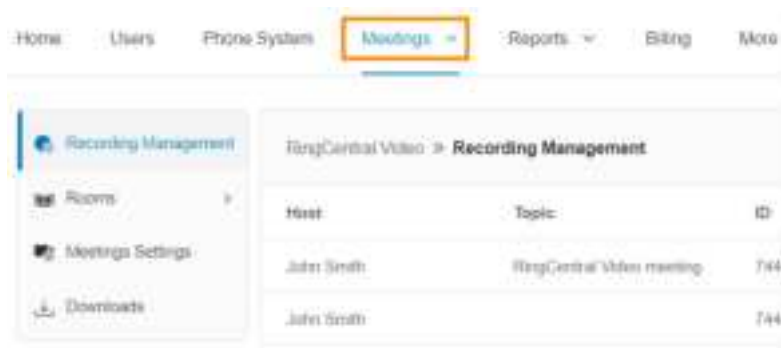 Home Users Phone System Meetings Reports Billing More
Recording Management
Rooms
Meetings Settings
Downloads
RingCentral Video » Recording Management
Host Topic ID
John Smith RingCentral Video meeting 744
John Smith 744